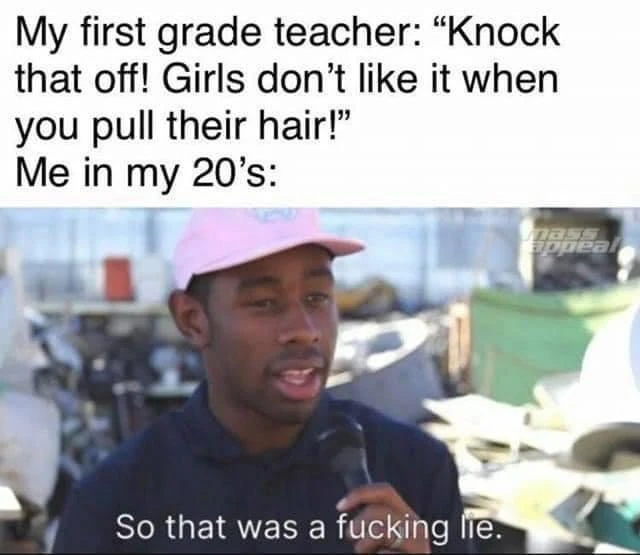 My first grade teacher: “Knock
that off! Girls don’t like it when
you pull their hair!”
Me in my 20’s:
mass
appeal
So that was a fucking lie.